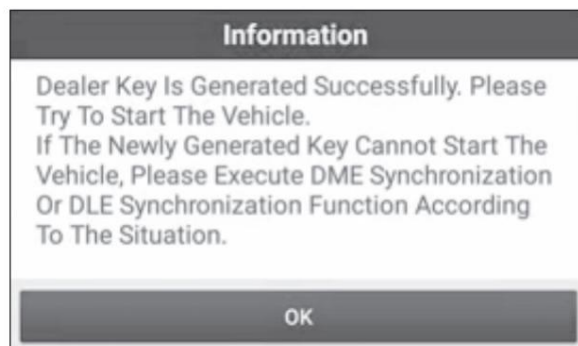 Information
Dealer Key Is Generated Successfully. Please
Try To Start The Vehicle.
If The Newly Generated Key Cannot Start The
Vehicle, Please Execute DME Synchronization
Or DLE Synchronization Function According
To The Situation.
OK